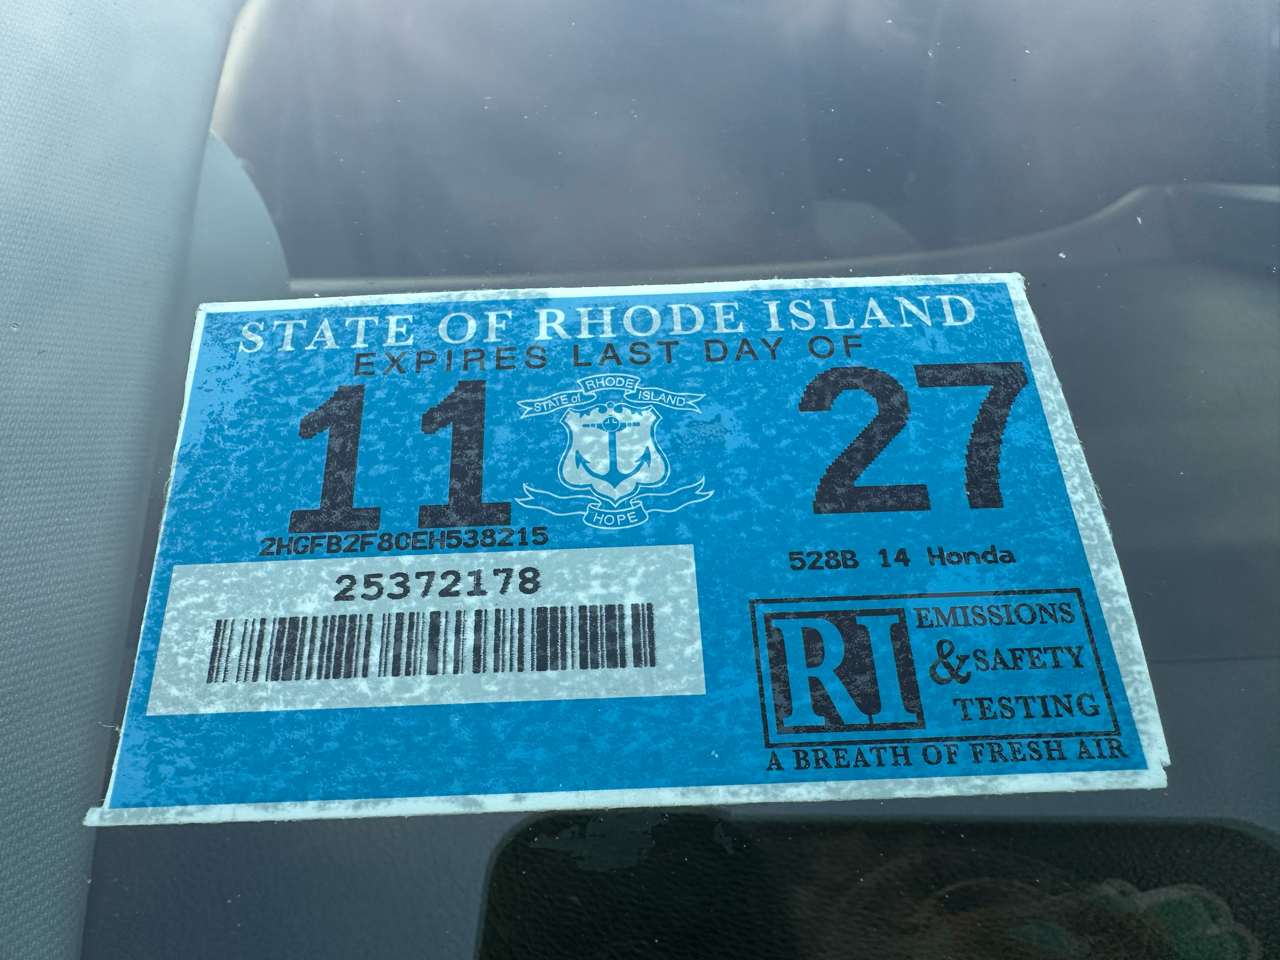 STATE OF RHODE ISLAND
EXPIRES LAST DAY OF
11 27
STATE of RHODE ISLAND
HOPE
2HGFB2F80EH538215
528B 14 Honda
25372178
RI EMISSIONS
& SAFETY
TESTING
A BREATH OF FRESH AIR